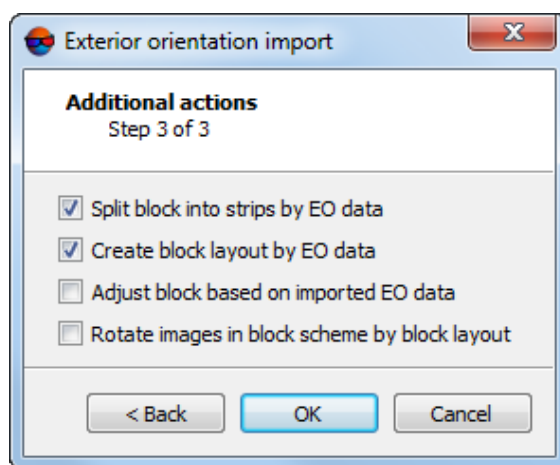 Exterior orientation import
Additional actions
Step 3 of 3
Split block into strips by EO data
Create block layout by EO data
Adjust block based on imported EO data
Rotate images in block scheme by block layout
< Back
OK
Cancel